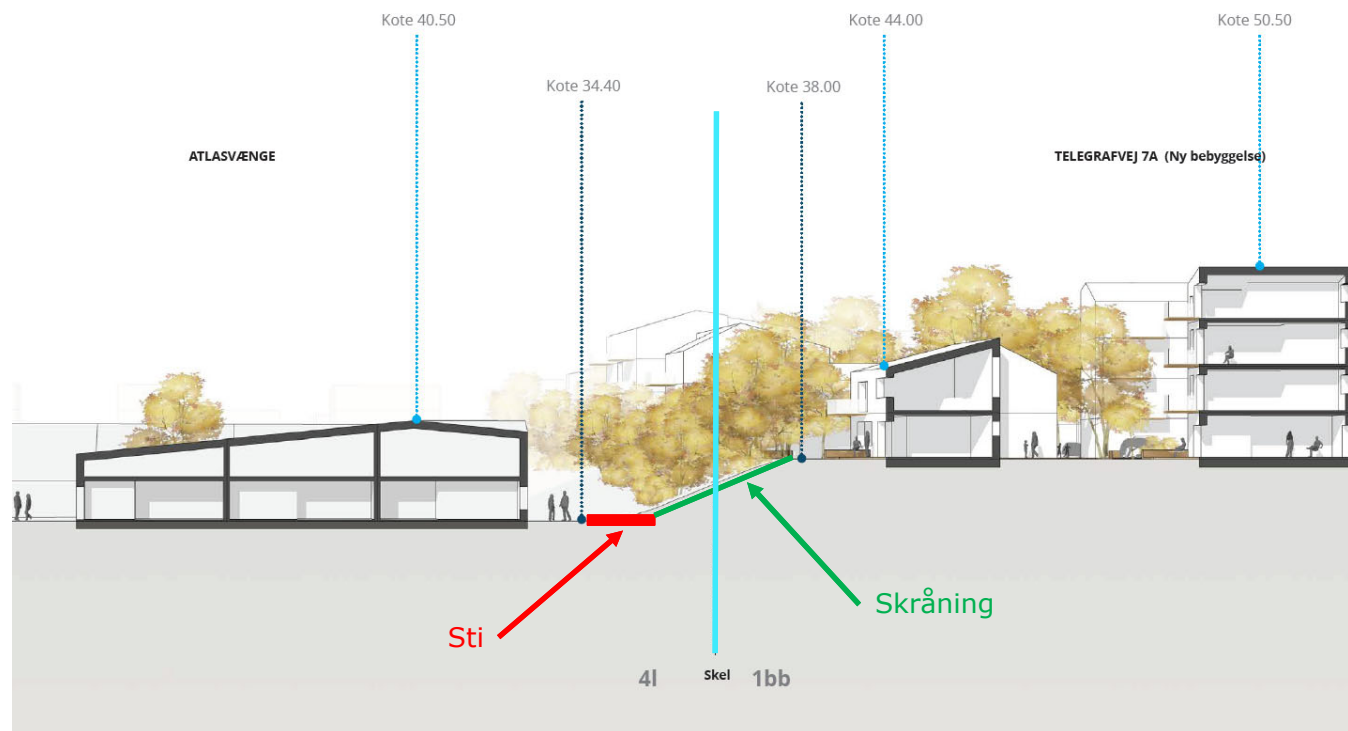 Kote 40.50
Kote 44.00
Kote 50.50
Kote 34.40
Kote 38.00
ATLASVÆNGE
TELEGRAFVEJ 7A (Ny bebyggelse)
Skråning
Sti
4l
Skel
1bb